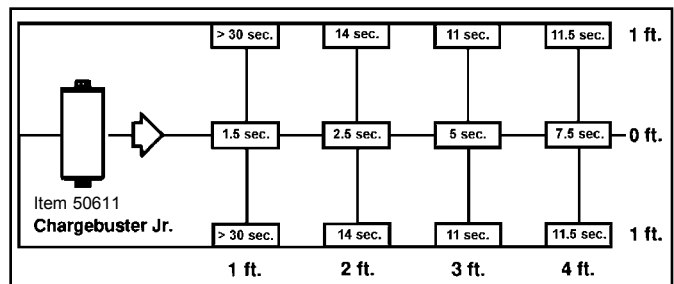 > 30 sec. 14 sec. 11 sec. 11.5 sec. 1 ft.
1.5 sec. 2.5 sec. 5 sec. 7.5 sec. 0 ft.
Item 50611
Chargebuster Jr.
> 30 sec. 14 sec. 11 sec. 11.5 sec. 1 ft.
1 ft. 2 ft. 3 ft. 4 ft.